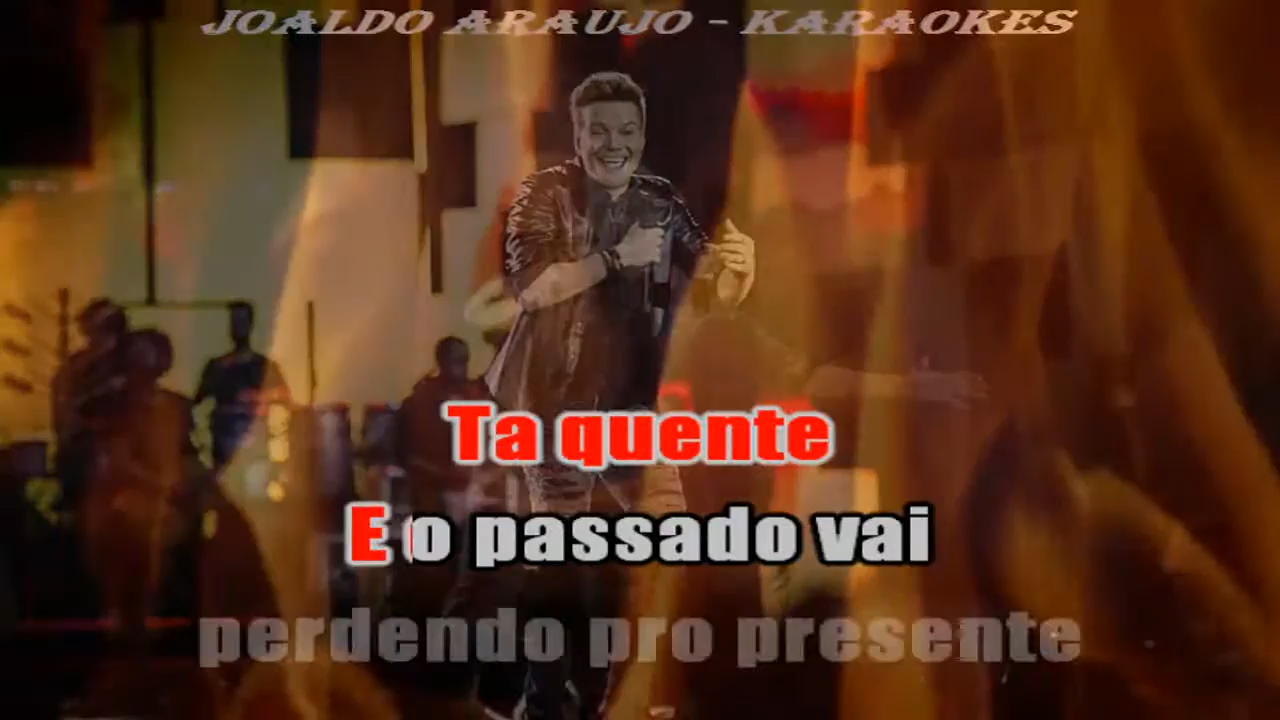 JOALDO ARAUJO - KARAOKES
Ta quente
E o passado vai
perdendo pro presente